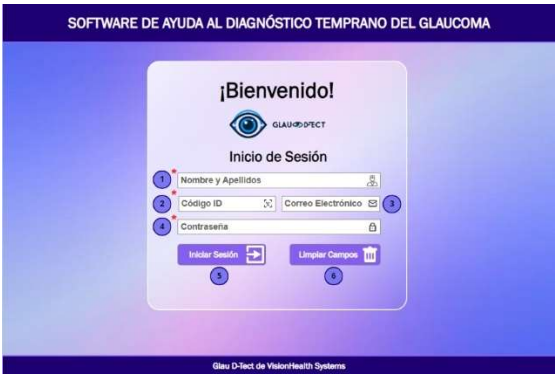 SOFTWARE DE AYUDA AL DIAGNÓSTICO TEMPRANO DEL GLAUCOMA
¡Bienvenido!
GLAU D-TECT
Inicio de Sesión
1 * Nombre y Apellidos
2 * Código ID Correo Electrónico 3
4 * Contraseña
Iniciar Sesión Limpiar Campos
5 6
Glau D-Tect de VisionHealth Systems